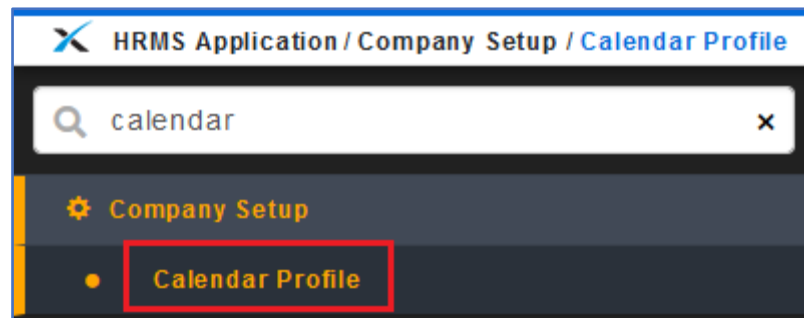 HRMS Application / Company Setup / Calendar Profile
calendar
Company Setup
Calendar Profile